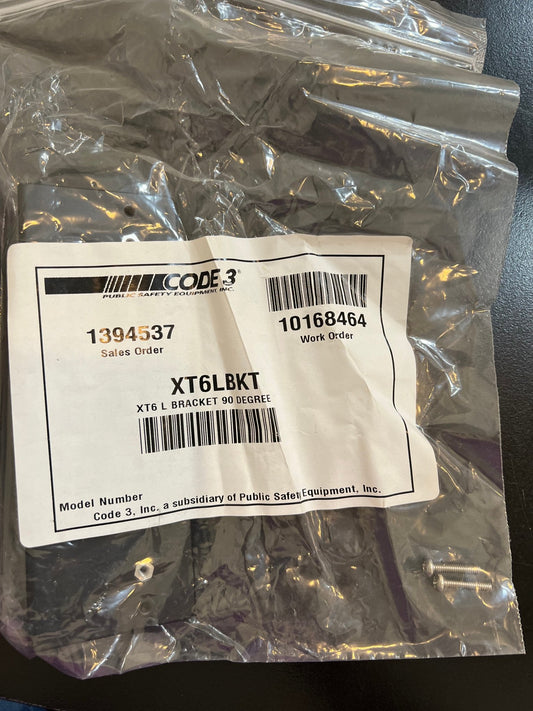 CODE 3®
PUBLIC SAFETY EQUIPMENT, INC.
1394537
Sales Order
10168464
Work Order
XT6LBKT
XT6 L BRACKET 90 DEGREE
Model Number
Code 3, Inc. a subsidiary of Public Safety Equipment, Inc.